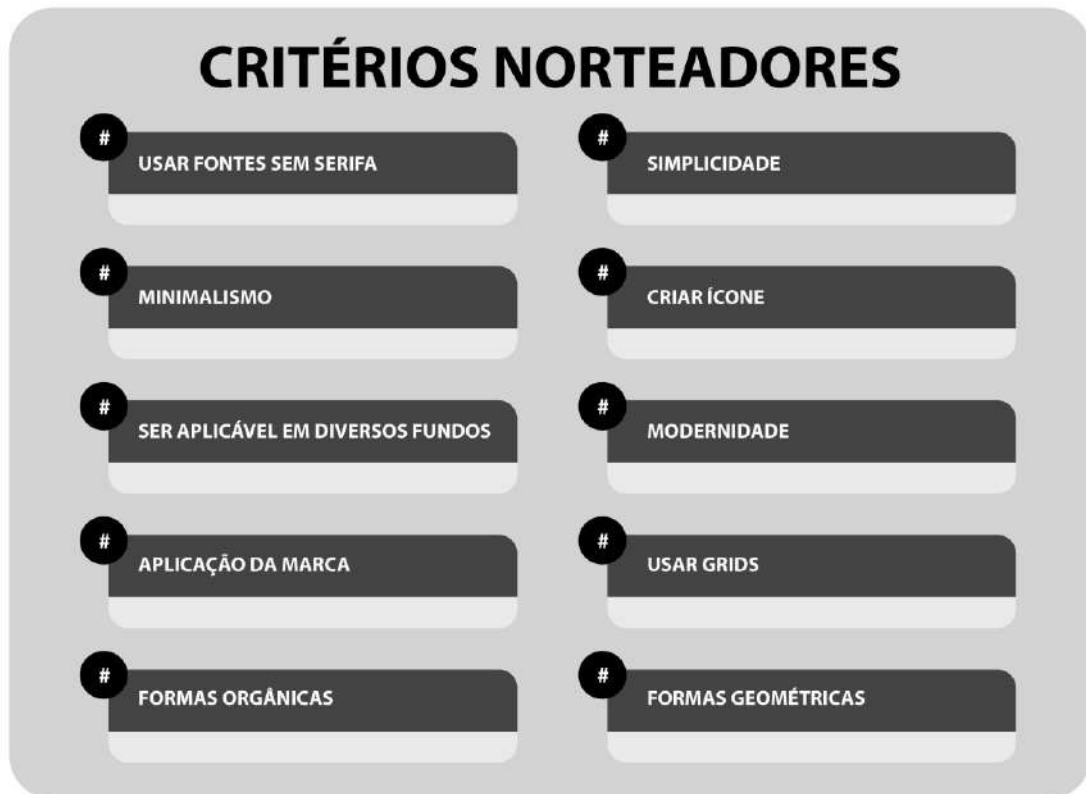 CRITÉRIOS NORTEADORES
#
USAR FONTES SEM SERIFA
#
SIMPLICIDADE
#
MINIMALISMO
#
CRIAR ÍCONE
#
SER APLICÁVEL EM DIVERSOS FUNDOS
#
MODERNIDADE
#
APLICAÇÃO DA MARCA
#
USAR GRIDS
#
FORMAS ORGÂNICAS
#
FORMAS GEOMÉTRICAS